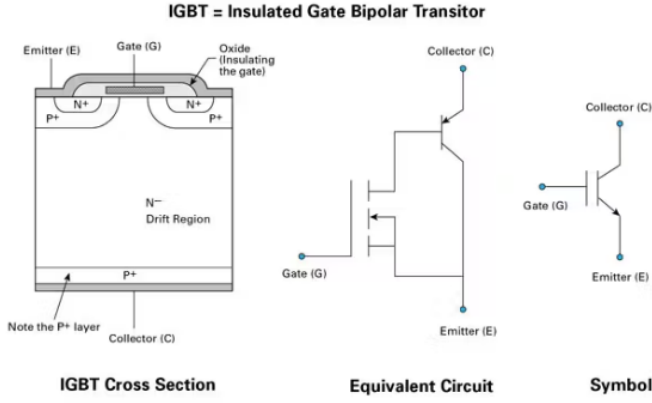 IGBT = Insulated Gate Bipolar Transitor
Emitter (E)
Gate (G)
Oxide
(Insulating
the gate)
N+
N+
P+
P+
N−
Drift Region
P+
Note the P+ layer
Collector (C)
IGBT Cross Section
Collector (C)
Gate (G)
Emitter (E)
Equivalent Circuit
Collector (C)
Gate (G)
Emitter (E)
Symbol